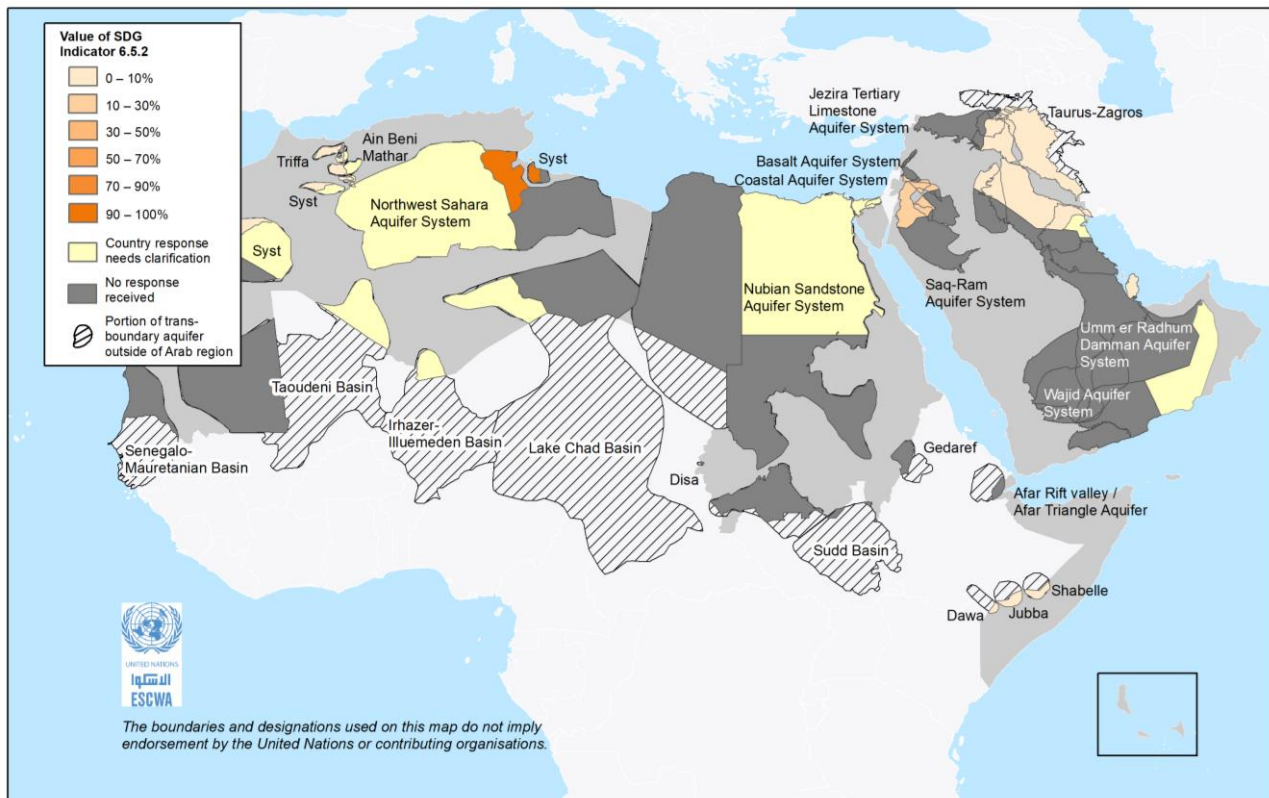 Value of SDG
Indicator 6.5.2
0 – 10%
10 – 30%
30 – 50%
50 – 70%
70 – 90%
90 – 100%
Country response
needs clarification
No response
received
Portion of trans-
boundary aquifer
outside of Arab region
Triffa
Ain Beni
Mathar
Syst
Syst
Syst
Northwest Sahara
Aquifer System
Jezira Tertiary
Limestone
Aquifer System
Taurus-Zagros
Basalt Aquifer System
Coastal Aquifer System
Nubian Sandstone
Aquifer System
Saq-Ram
Aquifer System
Umm er Radhum
Damman Aquifer
System
Wajid Aquifer
System
Taoudeni Basin
Irhazer-
Illuemeden Basin
Lake Chad Basin
Senegalo-
Mauretanian Basin
Disa
Gedaref
Afar Rift valley /
Afar Triangle Aquifer
Sudd Basin
Shabelle
Dawa
Jubba
UNITED NATIONS
الاسكوا
ESCWA
The boundaries and designations used on this map do not imply
endorsement by the United Nations or contributing organisations.